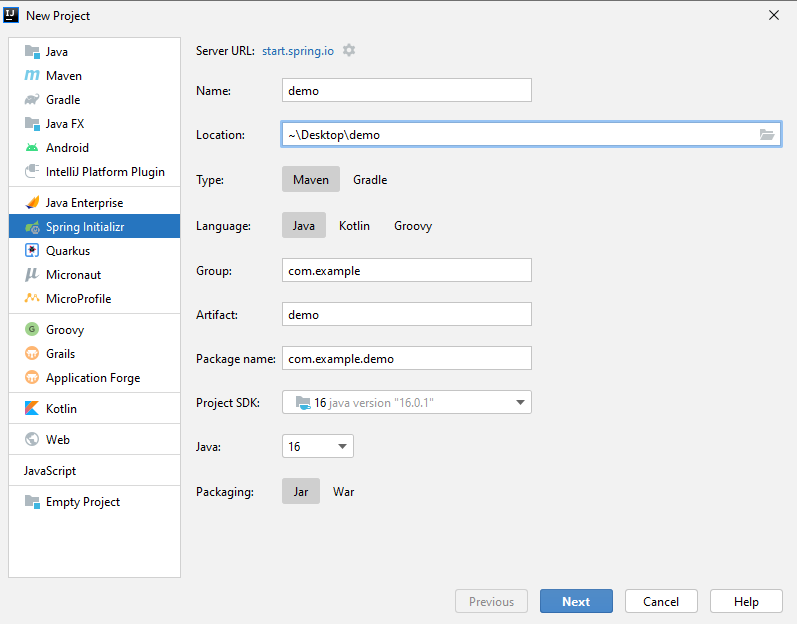 New Project
Java
Maven
Gradle
Java FX
Android
IntelliJ Platform Plugin
Java Enterprise
Spring Initializr
Quarkus
Micronaut
MicroProfile
Groovy
Grails
Application Forge
Kotlin
Web
JavaScript
Empty Project
Server URL: start.spring.io
Name: demo
Location: ~\Desktop\demo
Type: Maven Gradle
Language: Java Kotlin Groovy
Group: com.example
Artifact: demo
Package name: com.example.demo
Project SDK: 16 java version "16.0.1"
Java: 16
Packaging: Jar War
Previous Next Cancel Help